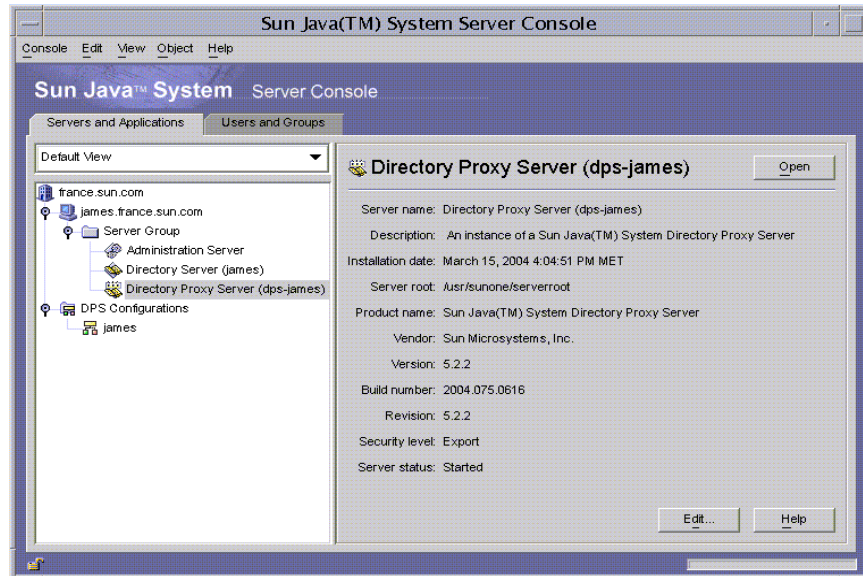 Sun Java(TM) System Server Console
Console Edit View Object Help
Sun Java™ System Server Console
Servers and Applications Users and Groups
Default View
france.sun.com
james.france.sun.com
Server Group
Administration Server
Directory Server (james)
Directory Proxy Server (dps-james)
DPS Configurations
james
Directory Proxy Server (dps-james) Open
Server name: Directory Proxy Server (dps-james)
Description: An instance of a Sun Java(TM) System Directory Proxy Server
Installation date: March 15, 2004 4:04:51 PM MET
Server root: /usr/sunone/serverroot
Product name: Sun Java(TM) System Directory Proxy Server
Vendor: Sun Microsystems, Inc.
Version: 5.2.2
Build number: 2004.075.0616
Revision: 5.2.2
Security level: Export
Server status: Started
Edit... Help